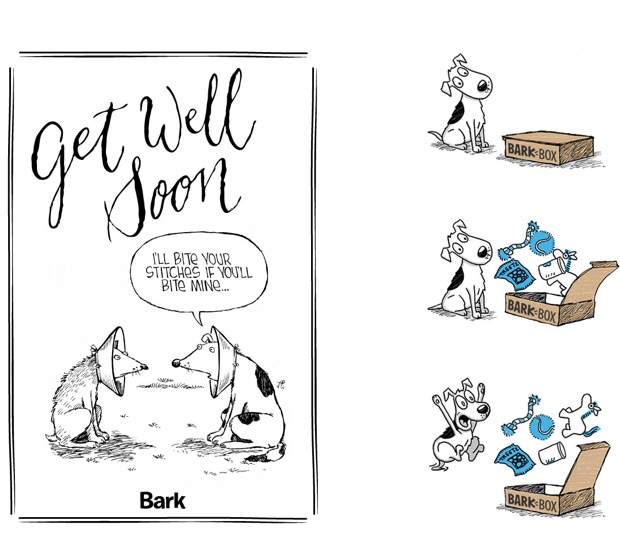 Get Well
Soon
I'LL BITE YOUR
STITCHES IF YOU'LL
BITE MINE...
Bark
BARK BOX
TREATS
BARK BOX
TREATS
BARK BOX